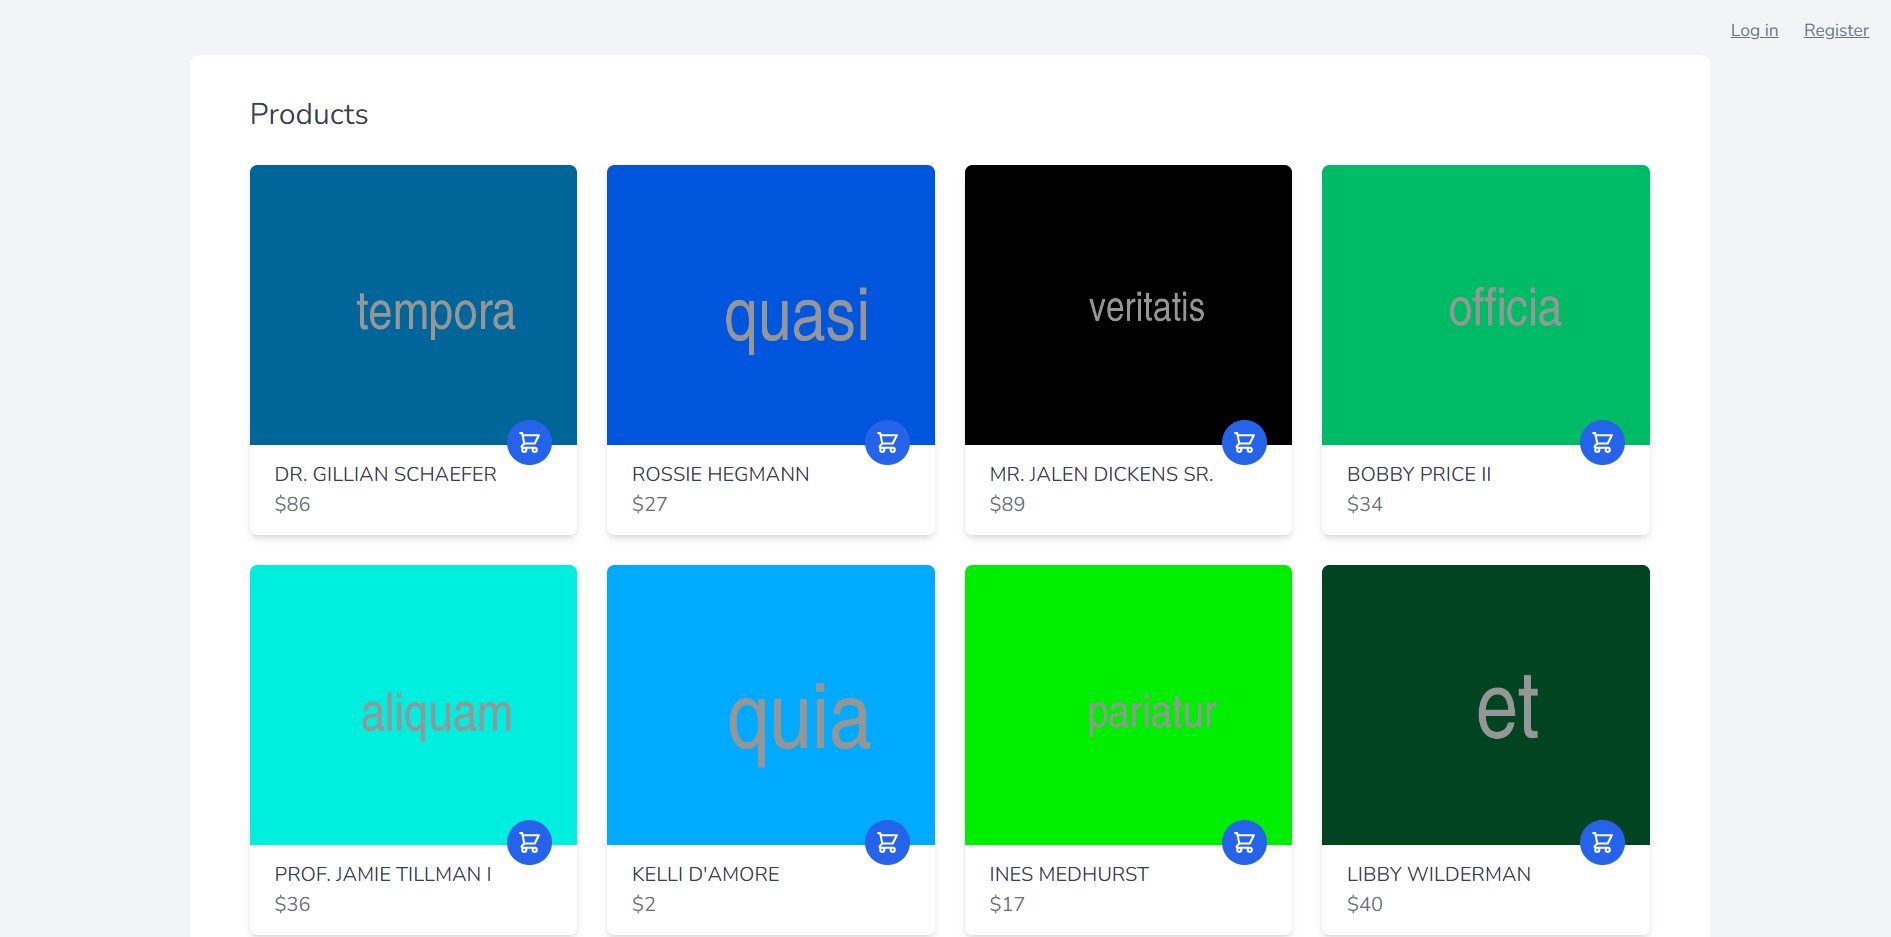 Log in Register
Products
tempora
quasi
veritatis
officia
DR. GILLIAN SCHAEFER
$86
ROSSIE HEGMANN
$27
MR. JALEN DICKENS SR.
$89
BOBBY PRICE II
$34
aliquam
quia
pariatur
et
PROF. JAMIE TILLMAN I
$36
KELLI D'AMORE
$2
INES MEDHURST
$17
LIBBY WILDERMAN
$40